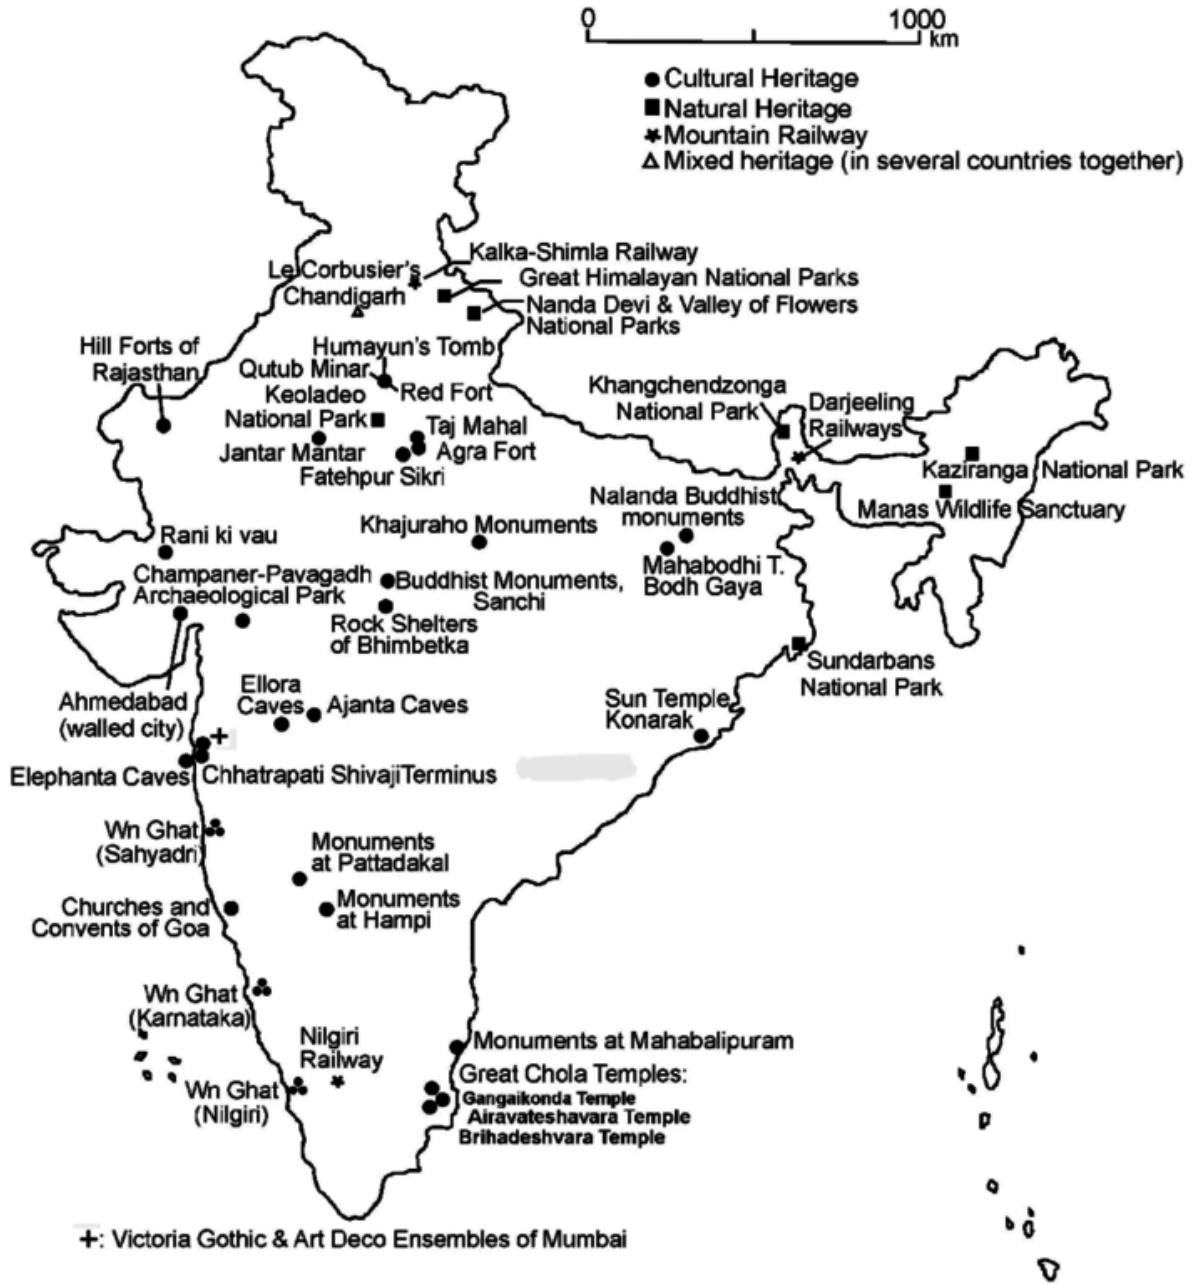 0 1000
km
Cultural Heritage
Natural Heritage
Mountain Railway
Mixed heritage (in several countries together)
Kalka-Shimla Railway
Le Corbusier's
Chandigarh
Great Himalayan National Parks
Nanda Devi & Valley of Flowers
National Parks
Hill Forts of
Rajasthan
Humayun's Tomb
Qutub Minar
Red Fort
Keoladeo
National Park
Taj Mahal
Jantar Mantar
Agra Fort
Fatehpur Sikri
Khangchendzonga
National Park
Darjeeling
Railways
Kaziranga National Park
Manas Wildlife Sanctuary
Nalanda Buddhist
monuments
Mahabodhi T.
Bodh Gaya
Rani ki vau
Khajuraho Monuments
Champaner-Pavagadh
Archaeological Park
Buddhist Monuments,
Sanchi
Rock Shelters
of Bhimbetka
Sundarbans
National Park
Ahmedabad
(walled city)
Ellora
Caves
Ajanta Caves
Sun Temple
Konarak
+
Elephanta Caves
Chhatrapati ShivajiTerminus
Wn Ghat
(Sahyadri)
Monuments
at Pattadakal
Churches and
Convents of Goa
Monuments
at Hampi
Wn Ghat
(Karnataka)
Nilgiri
Railway
Wn Ghat
(Nilgiri)
Monuments at Mahabalipuram
Great Chola Temples:
Gangaikonda Temple
Airavateshavara Temple
Brihadeshvara Temple
+: Victoria Gothic & Art Deco Ensembles of Mumbai